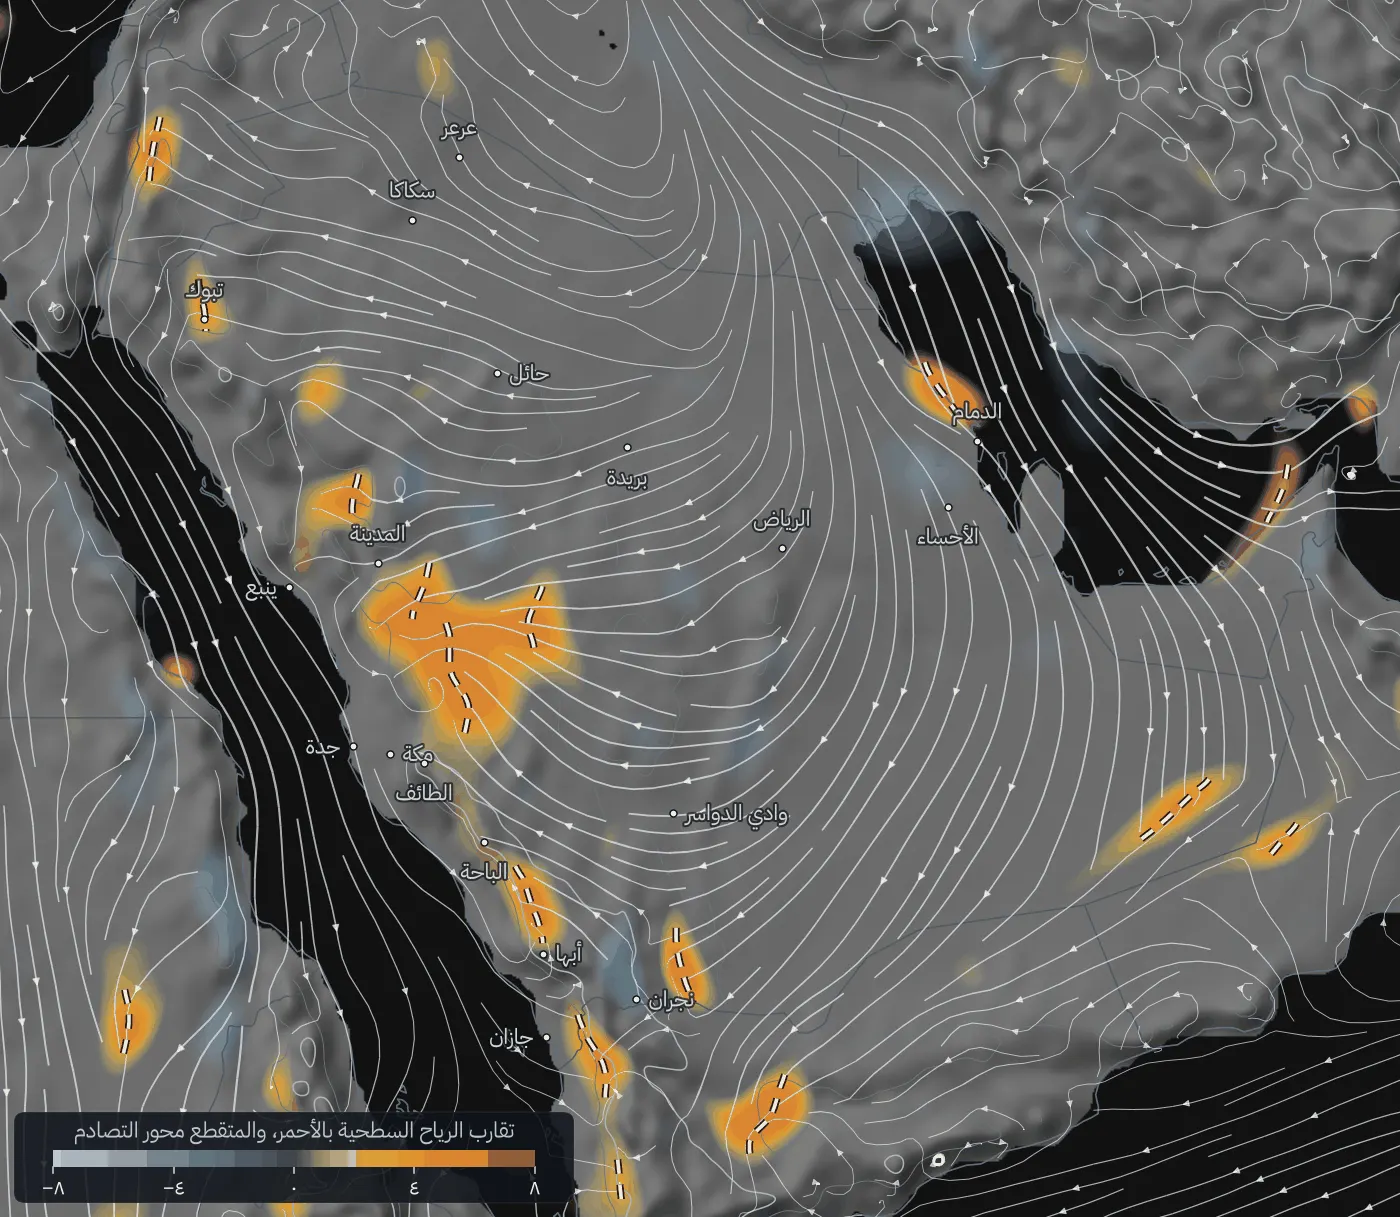 عرعر
سكاكا
تبوك
حائل
الدمام
بريدة
الرياض
الأحساء
المدينة
ينبع
جدة
مكة
الطائف
وادي الدواسر
الباحة
أبها
نجران
جازان
تقارب الرياح السطحية بالأحمر، والمتقطع محور التصادم
−٨ −٤ ٠ ٤ ٨